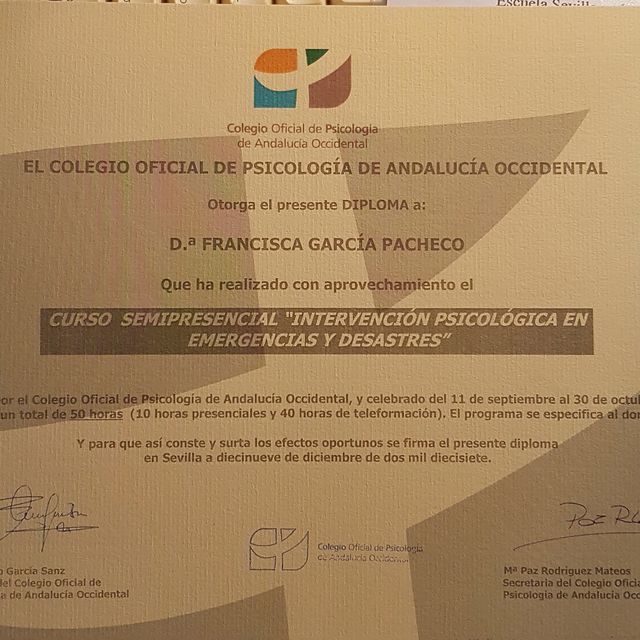 Escuela Sevilla
Colegio Oficial de Psicología
de Andalucía Occidental
EL COLEGIO OFICIAL DE PSICOLOGÍA DE ANDALUCÍA OCCIDENTAL
Otorga el presente DIPLOMA a:
D.ª FRANCISCA GARCÍA PACHECO
Que ha realizado con aprovechamiento el
CURSO SEMIPRESENCIAL "INTERVENCIÓN PSICOLÓGICA EN
EMERGENCIAS Y DESASTRES”
or el Colegio Oficial de Psicología de Andalucía Occidental, y celebrado del 11 de septiembre al 30 de octu
un total de 50 horas (10 horas presenciales y 40 horas de teleformación). El programa se especifica al dor
Y para que así conste y surta los efectos oportunos se firma el presente diploma
en Sevilla a diecinueve de diciembre de dos mil diecisiete.
Colegio Oficial de Psicología
de Andalucía Occidental
o García Sanz
del Colegio Oficial de
a de Andalucía Occidental
Mª Paz Rodríguez Mateos
Secretaria del Colegio Oficia
Psicología de Andalucía Occ